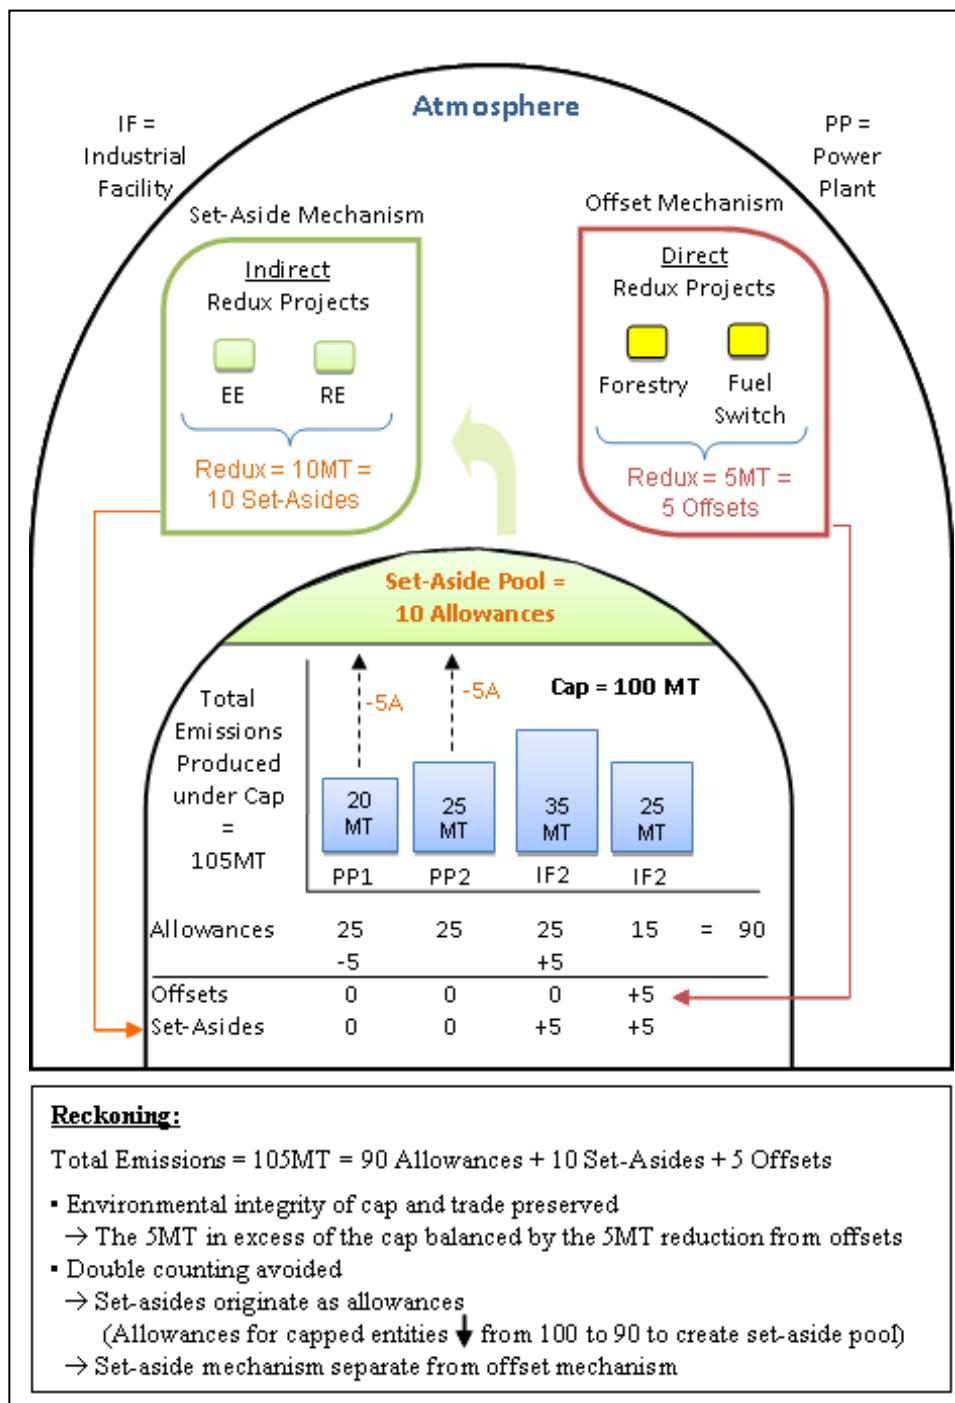 Atmosphere
IF =
Industrial
Facility
PP =
Power
Plant
Set-Aside Mechanism
Indirect
Redux Projects
EE RE
Redux = 10MT =
10 Set-Asides
Offset Mechanism
Direct
Redux Projects
Forestry Fuel
Switch
Redux = 5MT =
5 Offsets
Set-Aside Pool =
10 Allowances
Total
Emissions
Produced
under Cap
=
105MT
-5A -5A
Cap = 100 MT
20
MT
25
MT
35
MT
25
MT
PP1 PP2 IF2 IF2
Allowances 25 25 25 15 = 90
-5 +5
Offsets 0 0 0 +5
Set-Asides 0 0 +5 +5
Reckoning:
Total Emissions = 105MT = 90 Allowances + 10 Set-Asides + 5 Offsets
▪ Environmental integrity of cap and trade preserved
→ The 5MT in excess of the cap balanced by the 5MT reduction from offsets
▪ Double counting avoided
→ Set-asides originate as allowances
(Allowances for capped entities ↓ from 100 to 90 to create set-aside pool)
→ Set-aside mechanism separate from offset mechanism